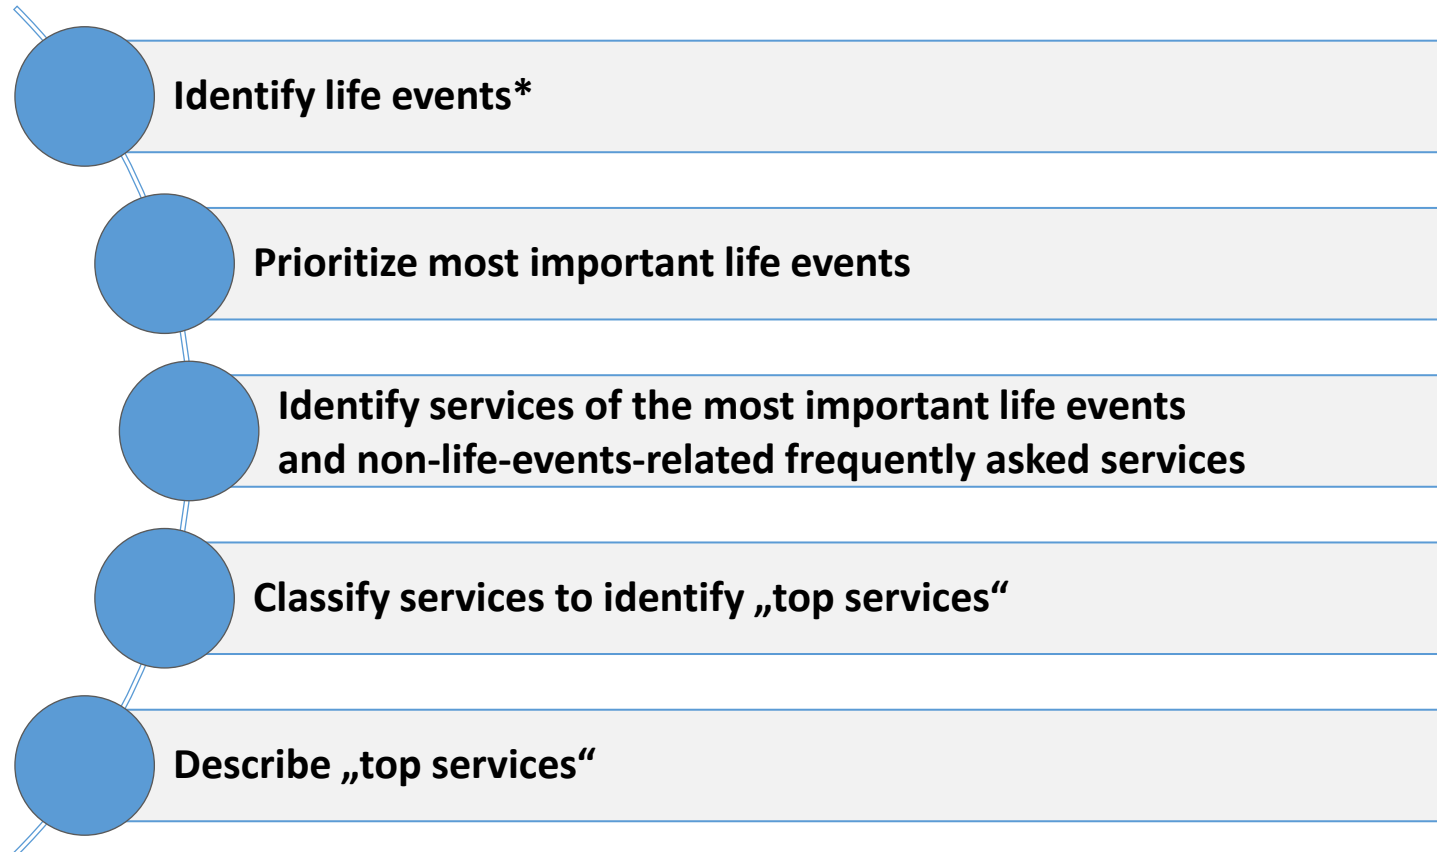 Identify life events*
Prioritize most important life events
Identify services of the most important life events
and non-life-events-related frequently asked services
Classify services to identify „top services“
Describe „top services“